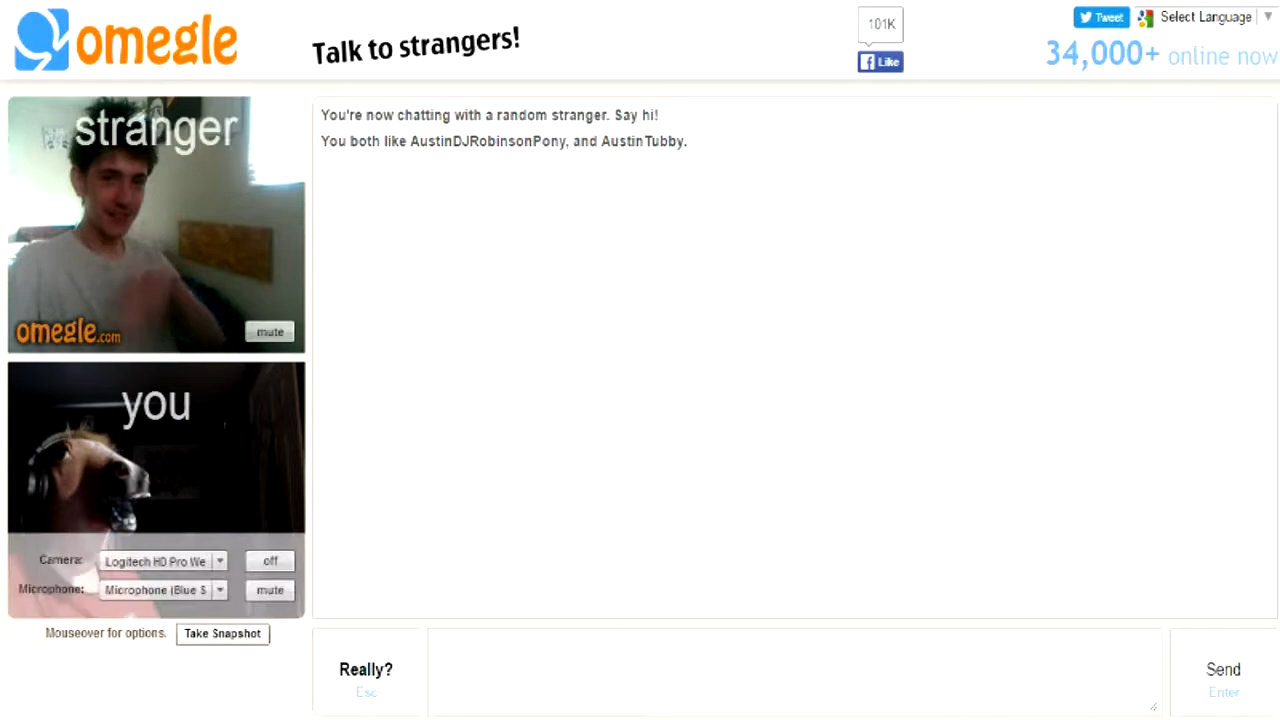 omegle
Talk to strangers!
101K
Like
Tweet
Select Language
34,000+ online now
stranger
omegle.com
mute
you
Camera:
Logitech HD Pro We
off
Microphone:
Microphone (Blue S
mute
Mouseover for options.
Take Snapshot
You're now chatting with a random stranger. Say hi!
You both like AustinDJRobinsonPony, and AustinTubby.
Really?
Esc
Send
Enter